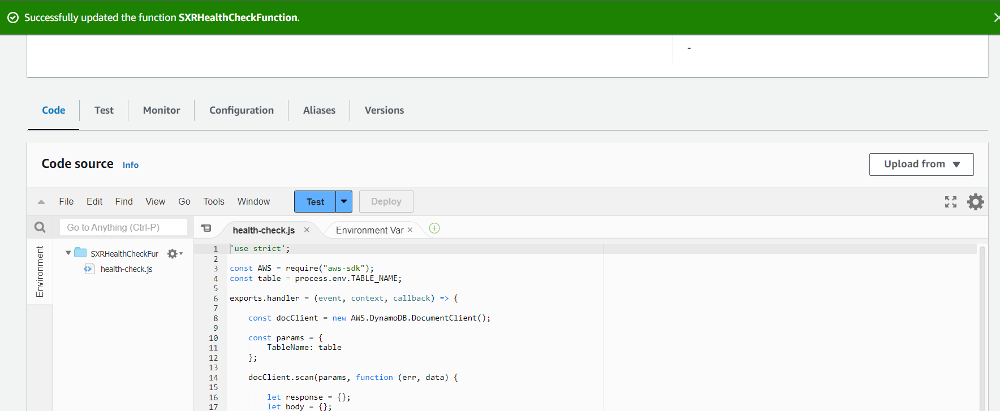 Successfully updated the function SXRHealthCheckFunction.
-
Code Test Monitor Configuration Aliases Versions
Code source Info Upload from
File Edit Find View Go Tools Window Test Deploy
Go to Anything (Ctrl-P) health-check.js Environment Var
Environment
SXRHealthCheckFur
health-check.js
1 'use strict';
2
3 const AWS = require("aws-sdk");
4 const table = process.env.TABLE_NAME;
5
6 exports.handler = (event, context, callback) => {
7
8 const docClient = new AWS.DynamoDB.DocumentClient();
9
10 const params = {
11 TableName: table
12 };
13
14 docClient.scan(params, function (err, data) {
15
16 let response = {};
17 let body = {};